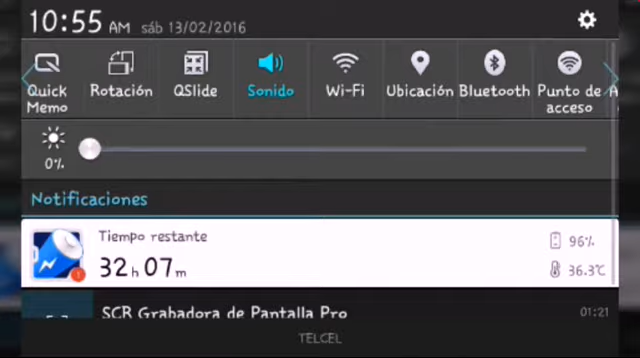 10:55 AM sáb 13/02/2016
Quick Memo
Rotación
QSlide
Sonido
Wi-Fi
Ubicación
Bluetooth
Punto de acceso
0%
Notificaciones
Tiempo restante
96%
32h 07m
36.3℃
SCR Grabadora de Pantalla Pro
01:21
TELCEL